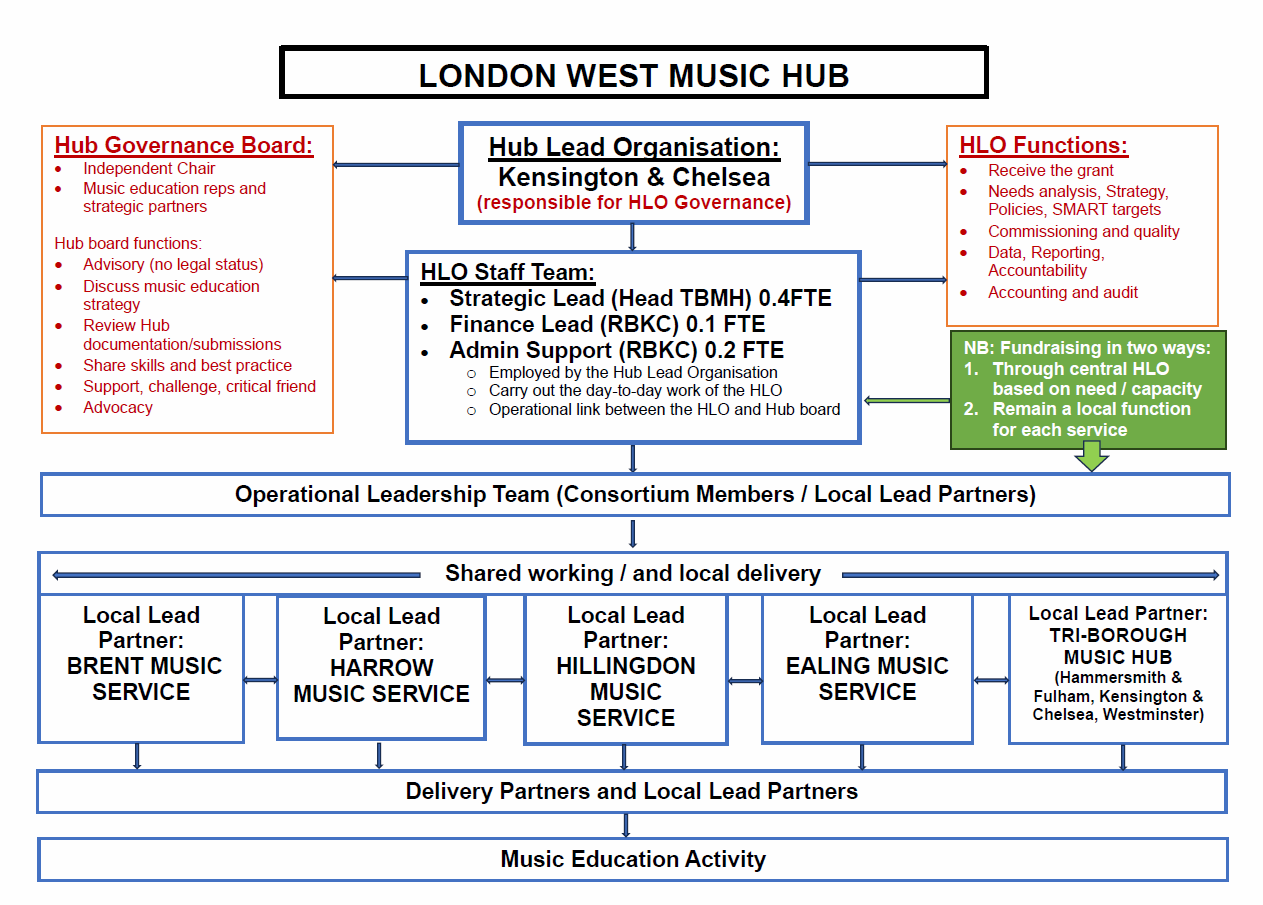 LONDON WEST MUSIC HUB
Hub Governance Board:
• Independent Chair
• Music education reps and
strategic partners
Hub board functions:
• Advisory (no legal status)
• Discuss music education
strategy
• Review Hub
documentation/submissions
• Share skills and best practice
• Support, challenge, critical friend
• Advocacy
Hub Lead Organisation:
Kensington & Chelsea
(responsible for HLO Governance)
HLO Functions:
• Receive the grant
• Needs analysis, Strategy,
Policies, SMART targets
• Commissioning and quality
• Data, Reporting,
Accountability
• Accounting and audit
HLO Staff Team:
• Strategic Lead (Head TBMH) 0.4FTE
• Finance Lead (RBKC) 0.1 FTE
• Admin Support (RBKC) 0.2 FTE
o Employed by the Hub Lead Organisation
o Carry out the day-to-day work of the HLO
o Operational link between the HLO and Hub board
NB: Fundraising in two ways:
1. Through central HLO
based on need / capacity
2. Remain a local function
for each service
Operational Leadership Team (Consortium Members / Local Lead Partners)
Shared working / and local delivery
Local Lead
Partner:
BRENT MUSIC
SERVICE
Local Lead
Partner:
HARROW
MUSIC SERVICE
Local Lead
Partner:
HILLINGDON
MUSIC
SERVICE
Local Lead
Partner:
EALING MUSIC
SERVICE
Local Lead Partner:
TRI-BOROUGH
MUSIC HUB
(Hammersmith &
Fulham, Kensington &
Chelsea, Westminster)
Delivery Partners and Local Lead Partners
Music Education Activity